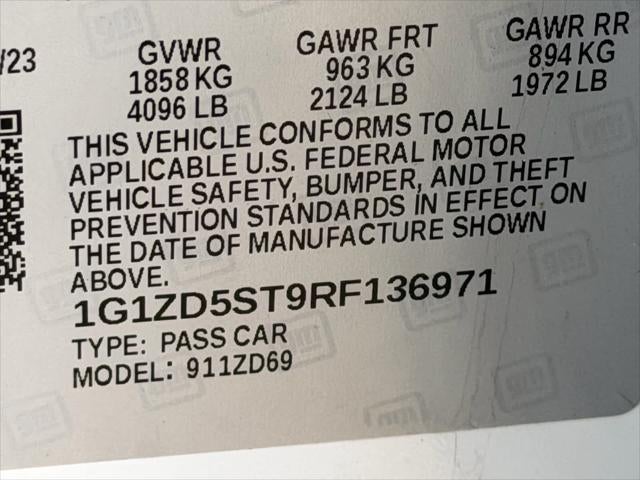 /23
GVWR GAWR FRT GAWR RR
1858 KG 963 KG 894 KG
4096 LB 2124 LB 1972 LB
THIS VEHICLE CONFORMS TO ALL
APPLICABLE U.S. FEDERAL MOTOR
VEHICLE SAFETY, BUMPER, AND THEFT
PREVENTION STANDARDS IN EFFECT ON
THE DATE OF MANUFACTURE SHOWN
ABOVE.
1G1ZD5ST9RF136971
TYPE: PASS CAR
MODEL: 911ZD69